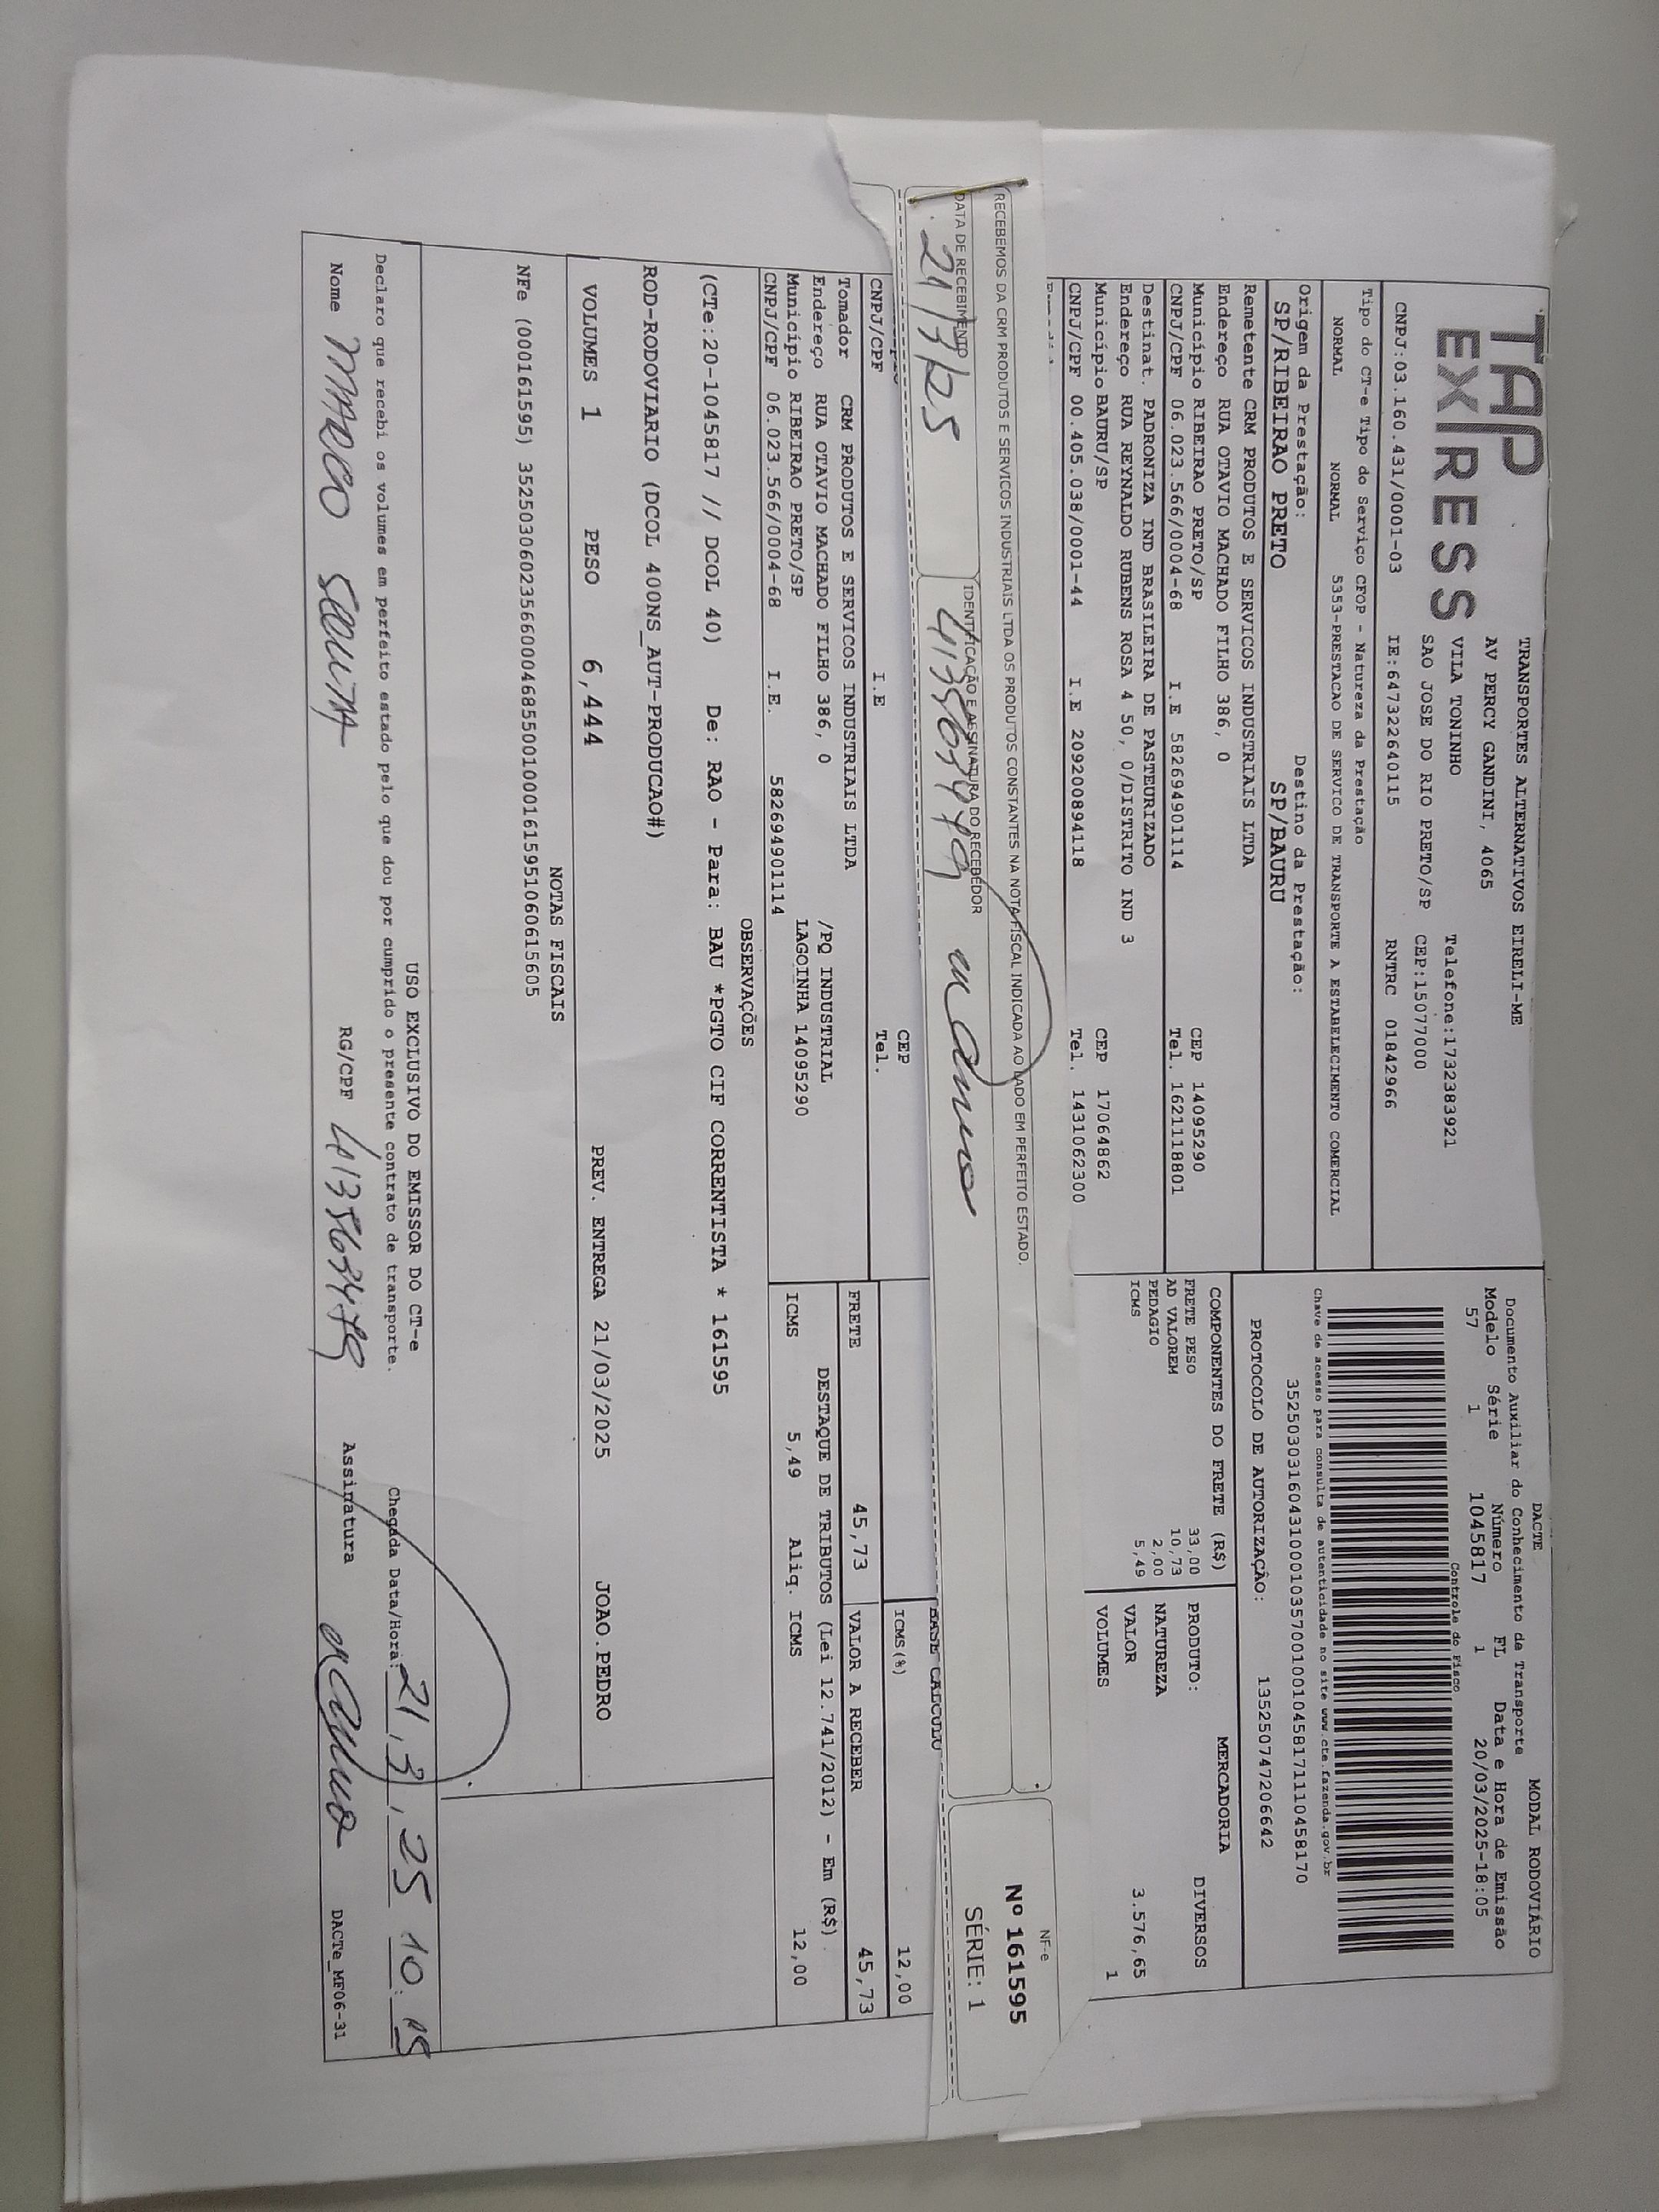 TAP EXPRESS
TRANSPORTES ALTERNATIVOS EIRELI-ME
AV PERCY GANDINI, 4065
VILA TONINHO Telefone:1732383921
SAO JOSE DO RIO PRETO/SP CEP:15077000
CNPJ:03.160.431/0001-03 IE:647322640115 RNTRC 01842966
Tipo do CT-e Tipo do Serviço CFOP - Natureza da Prestação
NORMAL NORMAL 5353-PRESTACAO DE SERVICO DE TRANSPORTE A ESTABELECIMENTO COMERCIAL
Origem da Prestação: Destino da Prestação:
SP/RIBEIRAO PRETO SP/BAURU
DACTE MODAL RODOVIÁRIO
Documento Auxiliar do Conhecimento de Transporte
Modelo Série Número FL Data e Hora de Emissão
57 1 1045817 1 20/03/2025-18:05
Controle do Fisco
Chave de acesso para consulta de autenticidade no site www.cte.fazenda.gov.br
35250303160431000103570010010458171110458170
PROTOCOLO DE AUTORIZAÇÃO: 135250747206642
Remetente CRM PRODUTOS E SERVICOS INDUSTRIAIS LTDA
Endereço RUA OTAVIO MACHADO FILHO 386, 0
Município RIBEIRAO PRETO/SP CEP 14095290
CNPJ/CPF 06.023.566/0004-68 I.E 582694901114 Tel. 1621118801
Destinat. PADRONIZA IND BRASILEIRA DE PASTEURIZADO
Endereço RUA REYNALDO RUBENS ROSA 4 50, 0/DISTRITO IND 3
Município BAURU/SP CEP 17064862
CNPJ/CPF 00.405.038/0001-44 I.E 209200894118 Tel. 1431062300
COMPONENTES DO FRETE (R$)
FRETE PESO 33,00
AD VALOREM 10,73
PEDAGIO 2,00
ICMS 5,49
MERCADORIA
PRODUTO: DIVERSOS
NATUREZA
VALOR 3.576,65
VOLUMES 1
RECEBEMOS DA CRM PRODUTOS E SERVICOS INDUSTRIAIS LTDA OS PRODUTOS CONSTANTES NA NOTA FISCAL INDICADA AO LADO EM PERFEITO ESTADO.
DATA DE RECEBIMENTO IDENTIFICAÇÃO E ASSINATURA DO RECEBEDOR
21/3/25
NF-e
Nº 161595
SÉRIE: 1
BASE CALCULO
CEP
CNPJ/CPF I.E Tel.
ICMS(%) 12,00
Tomador CRM PRODUTOS E SERVICOS INDUSTRIAIS LTDA
Endereço RUA OTAVIO MACHADO FILHO 386, 0 /PQ INDUSTRIAL
Município RIBEIRAO PRETO/SP LAGOINHA 14095290
CNPJ/CPF 06.023.566/0004-68 I.E. 582694901114
FRETE 45,73 VALOR A RECEBER 45,73
DESTAQUE DE TRIBUTOS (Lei 12.741/2012) - Em (R$)
ICMS 5,49 Aliq. ICMS 12,00
OBSERVAÇÕES
(CTe:20-1045817 // DCOL 40) De: RAO - Para: BAU *PGTO CIF CORRENTISTA * 161595
ROD-RODOVIARIO (DCOL 400NS_AUT-PRODUCAO#)
VOLUMES 1 PESO 6,444 PREV. ENTREGA 21/03/2025 JOAO.PEDRO
NOTAS FISCAIS
NFe (000161595) 35250306023566000468550010001615951060615605
USO EXCLUSIVO DO EMISSOR DO CT-e
Declaro que recebi os volumes em perfeito estado pelo que dou por cumprido o presente contrato de transporte.
Chegada Data/Hora: 21, 3, 25 10:15
Nome MARCO RG/CPF Assinatura
DACTe_MF06-31